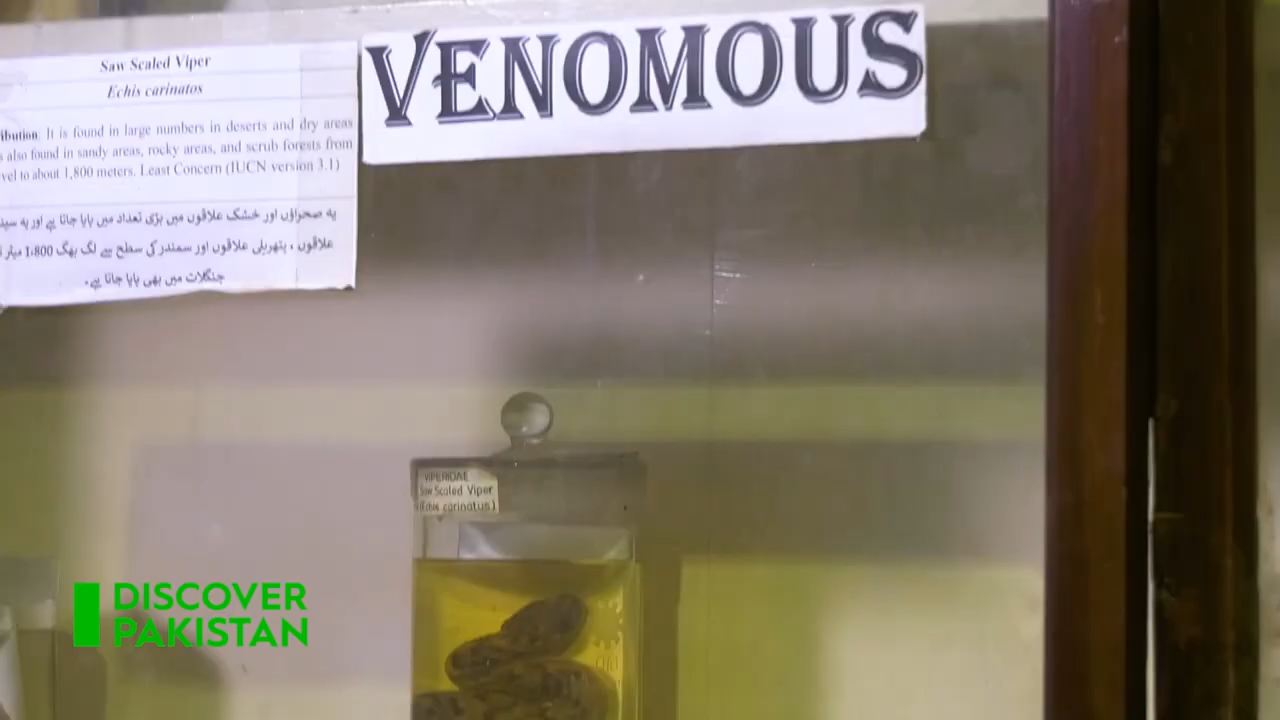 VENOMOUS
Saw Scaled Viper
Echis carinatos
ibution. It is found in large numbers in deserts and dry areas
s also found in sandy areas, rocky areas, and scrub forests from
vel to about 1,800 meters. Least Concern (IUCN version 3.1)
یہ صحراؤں اور خشک علاقوں میں بڑی تعداد میں پایا جاتا ہے اور یہ
علاقوں ، پتھریلی علاقوں اور سمندر کی سطح سے لگ بھگ 1،800 میٹر
جنگلات میں بھی پایا جاتا ہے۔
VIPERIDAE
Saw Scaled Viper
(Echis carinatus)
DISCOVER
PAKISTAN